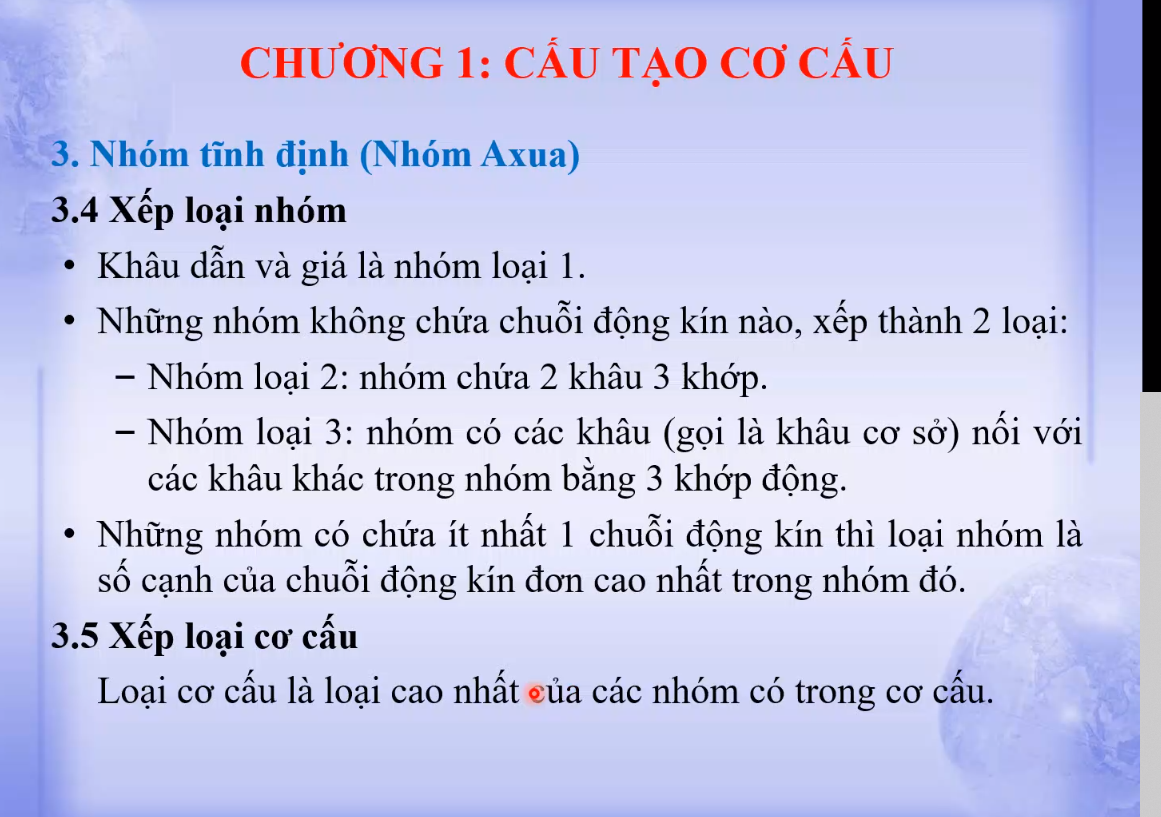 CHƯƠNG 1: CẤU TẠO CƠ CẤU
3. Nhóm tĩnh định (Nhóm Axua)
3.4 Xếp loại nhóm
• Khâu dẫn và giá là nhóm loại 1.
• Những nhóm không chứa chuỗi động kín nào, xếp thành 2 loại:
– Nhóm loại 2: nhóm chứa 2 khâu 3 khớp.
– Nhóm loại 3: nhóm có các khâu (gọi là khâu cơ sở) nối với
các khâu khác trong nhóm bằng 3 khớp động.
• Những nhóm có chứa ít nhất 1 chuỗi động kín thì loại nhóm là
số cạnh của chuỗi động kín đơn cao nhất trong nhóm đó.
3.5 Xếp loại cơ cấu
Loại cơ cấu là loại cao nhất của các nhóm có trong cơ cấu.